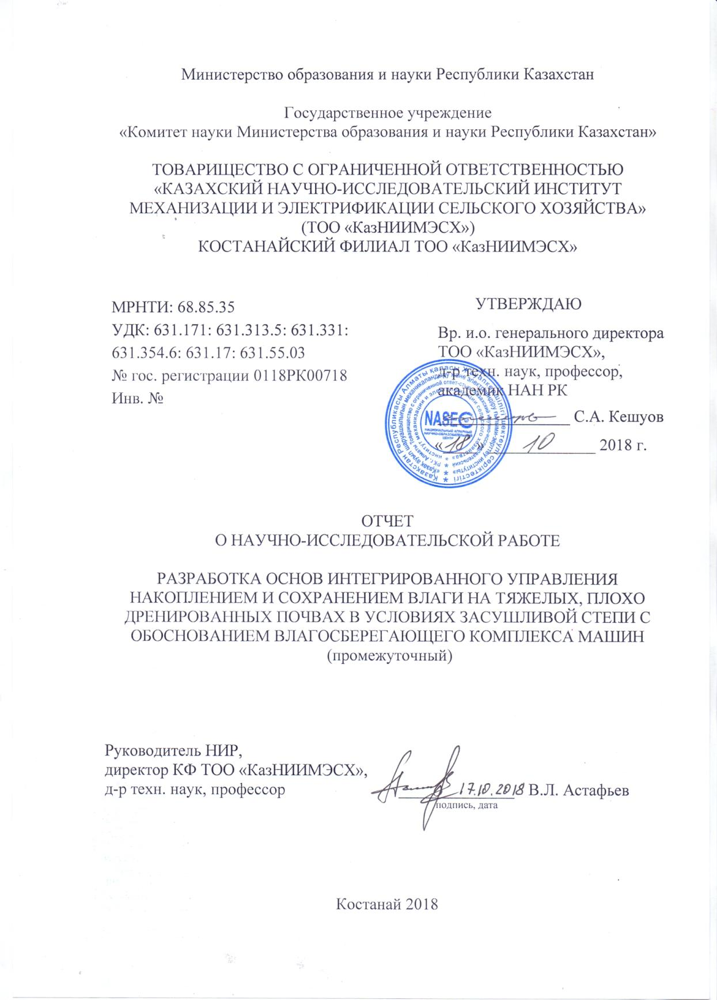 Министерство образования и науки Республики Казахстан
Государственное учреждение
«Комитет науки Министерства образования и науки Республики Казахстан»
ТОВАРИЩЕСТВО С ОГРАНИЧЕННОЙ ОТВЕТСТВЕННОСТЬЮ
«КАЗАХСКИЙ НАУЧНО-ИССЛЕДОВАТЕЛЬСКИЙ ИНСТИТУТ
МЕХАНИЗАЦИИ И ЭЛЕКТРИФИКАЦИИ СЕЛЬСКОГО ХОЗЯЙСТВА»
(ТОО «КазНИИМЭСХ»)
КОСТАНАЙСКИЙ ФИЛИАЛ ТОО «КазНИИМЭСХ»
МРНТИ: 68.85.35
УДК: 631.171: 631.313.5: 631.331:
631.354.6: 631.17: 631.55.03
№ гос. регистрации 0118РК00718
Инв. №
УТВЕРЖДАЮ
Вр. и.о. генерального директора
ТОО «КазНИИМЭСХ»,
д-р техн. наук, профессор,
академик НАН РК
С.А. Кешуов
«18» 10 2018 г.
NASEC
НАЦИОНАЛЬНЫЙ АГРАРНЫЙ
НАУЧНО-ОБРАЗОВАТЕЛЬНЫЙ
ЦЕНТР
ОТЧЕТ
О НАУЧНО-ИССЛЕДОВАТЕЛЬСКОЙ РАБОТЕ
РАЗРАБОТКА ОСНОВ ИНТЕГРИРОВАННОГО УПРАВЛЕНИЯ
НАКОПЛЕНИЕМ И СОХРАНЕНИЕМ ВЛАГИ НА ТЯЖЕЛЫХ, ПЛОХО
ДРЕНИРОВАННЫХ ПОЧВАХ В УСЛОВИЯХ ЗАСУШЛИВОЙ СТЕПИ С
ОБОСНОВАНИЕМ ВЛАГОСБЕРЕГАЮЩЕГО КОМПЛЕКСА МАШИН
(промежуточный)
Руководитель НИР,
директор КФ ТОО «КазНИИМЭСХ»,
д-р техн. наук, профессор
17.10.2018 В.Л. Астафьев
подпись, дата
Костанай 2018